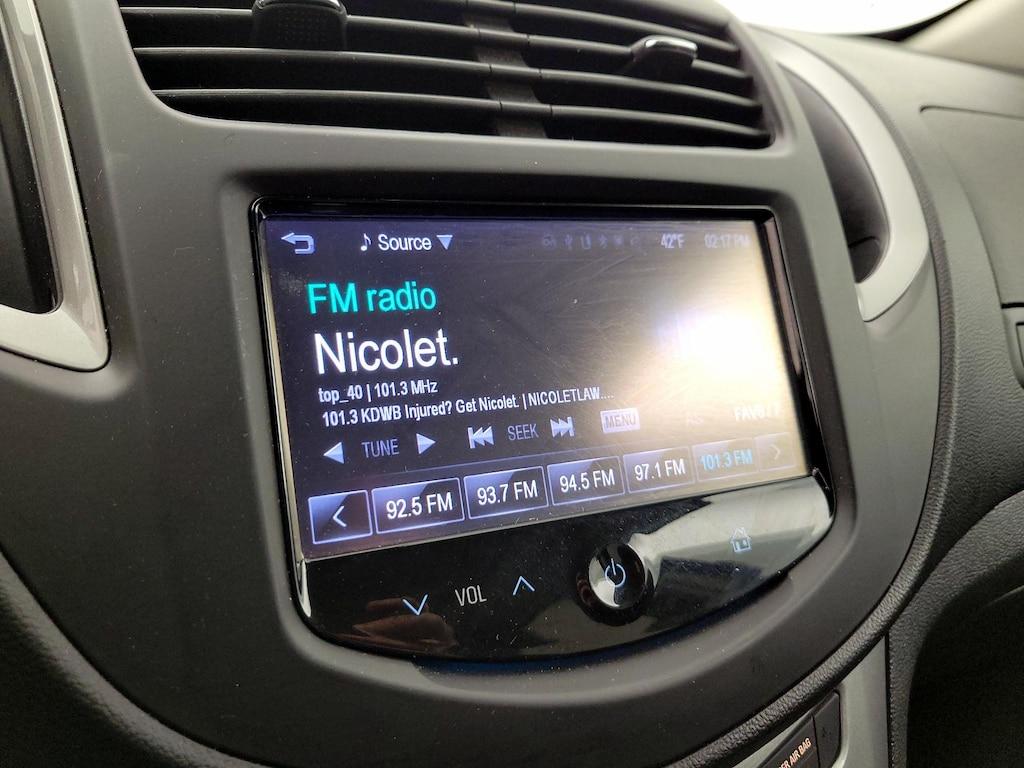 Source
42°F
02:17 PM
FM radio
Nicolet.
top_40 | 101.3 MHz
101.3 KDWB Injured? Get Nicolet. | NICOLETLAW....
TUNE
SEEK
MENU
92.5 FM
93.7 FM
94.5 FM
97.1 FM
101.3 FM
VOL
AIR BAG